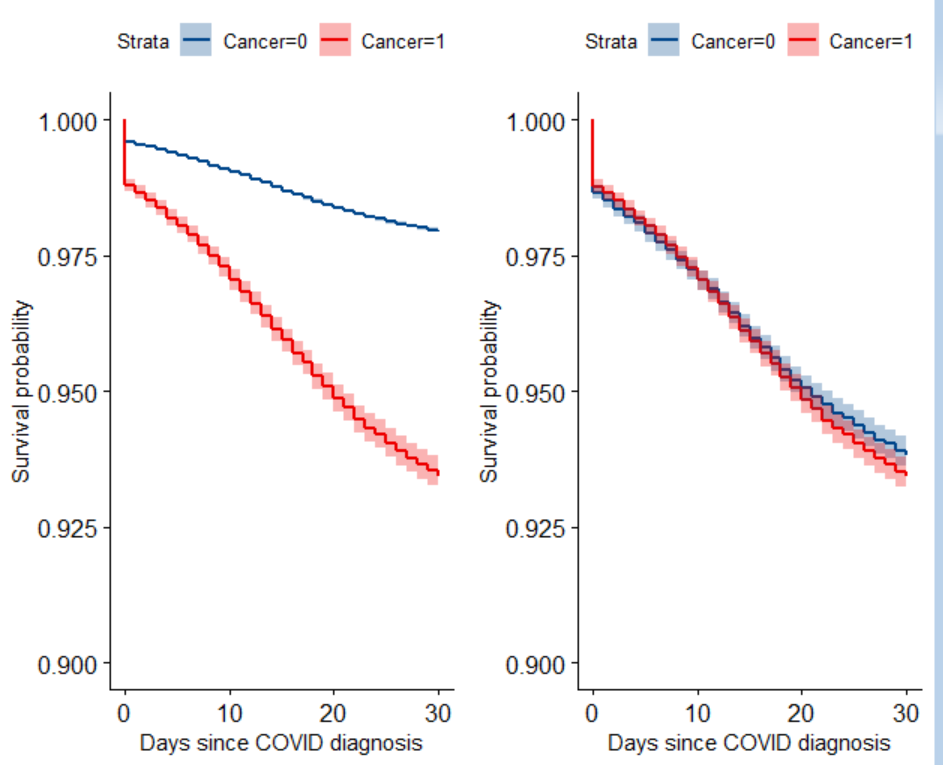 Strata Cancer=0 Cancer=1
1.000
0.975
0.950
0.925
0.900
Survival probability
0 10 20 30
Days since COVID diagnosis
Strata Cancer=0 Cancer=1
1.000
0.975
0.950
0.925
0.900
Survival probability
0 10 20 30
Days since COVID diagnosis